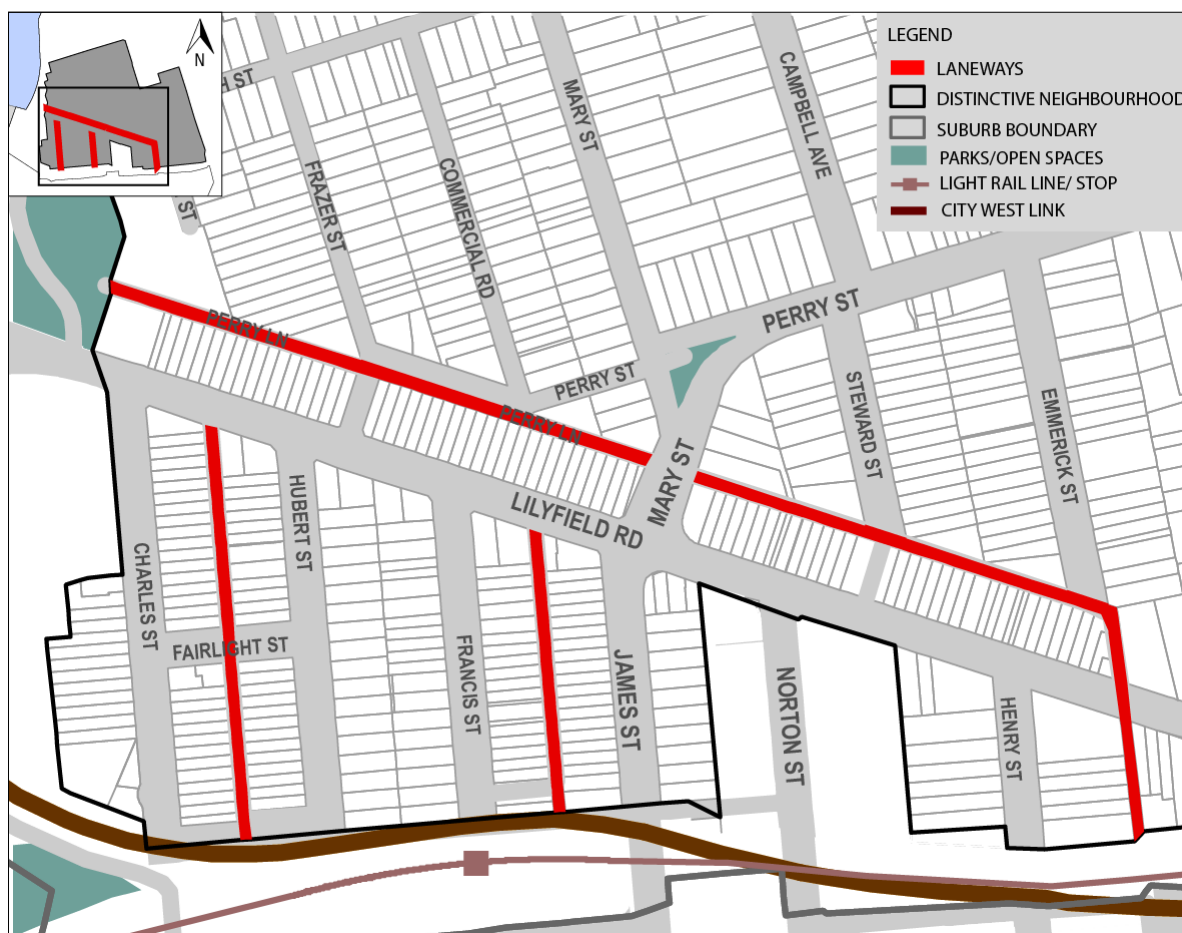 N
LEGEND
LANEWAYS
DISTINCTIVE NEIGHBOURHOOD
SUBURB BOUNDARY
PARKS/OPEN SPACES
LIGHT RAIL LINE/ STOP
CITY WEST LINK
H ST
ST
FRAZER ST
COMMERCIAL RD
MARY ST
CAMPBELL AVE
PERRY LN
PERRY ST
PERRY ST
PERRY LN
STEWARD ST
EMMERICK ST
MARY ST
LILYFIELD RD
HUBERT ST
CHARLES ST
FAIRLIGHT ST
FRANCIS ST
JAMES ST
NORTON ST
HENRY ST